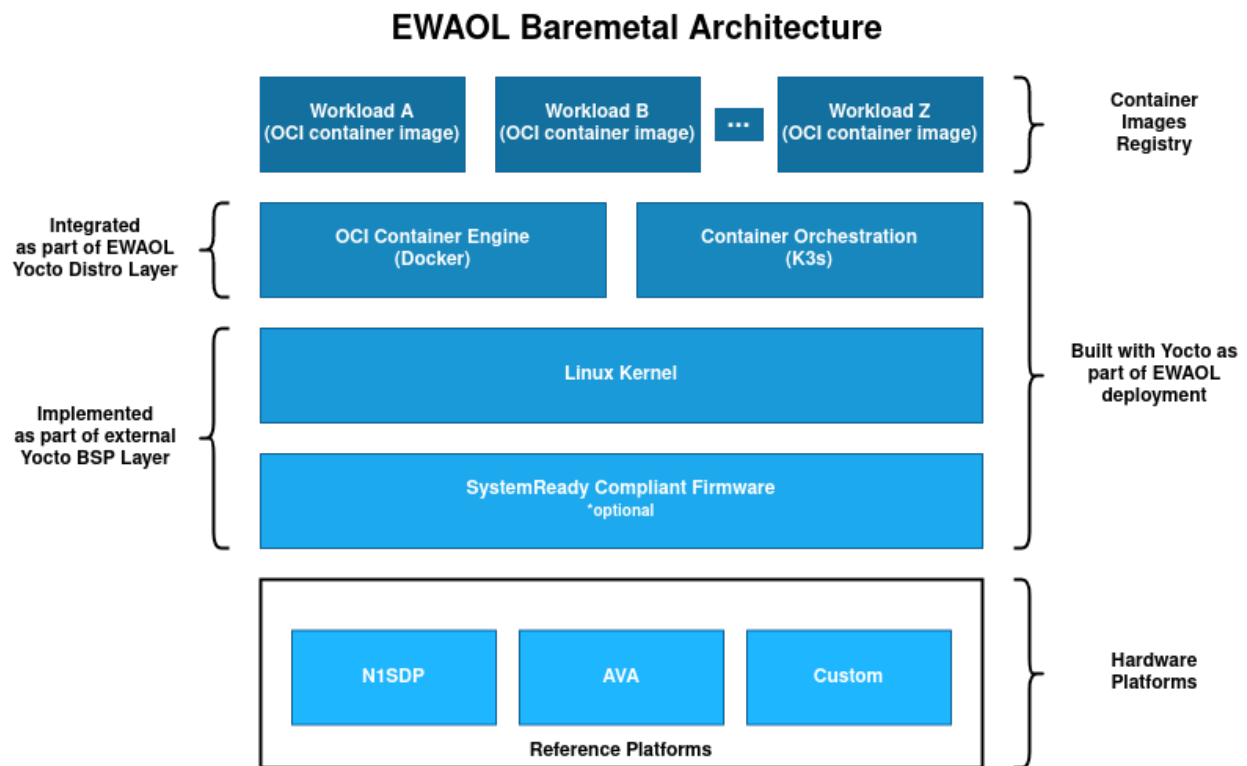 EWAOL Baremetal Architecture
Workload A
(OCI container image)
Workload B
(OCI container image)
...
Workload Z
(OCI container image)
Container
Images
Registry
Integrated
as part of EWAOL
Yocto Distro Layer
OCI Container Engine
(Docker)
Container Orchestration
(K3s)
Linux Kernel
Built with Yocto as
part of EWAOL
deployment
Implemented
as part of external
Yocto BSP Layer
SystemReady Compliant Firmware
*optional
N1SDP
AVA
Custom
Reference Platforms
Hardware
Platforms